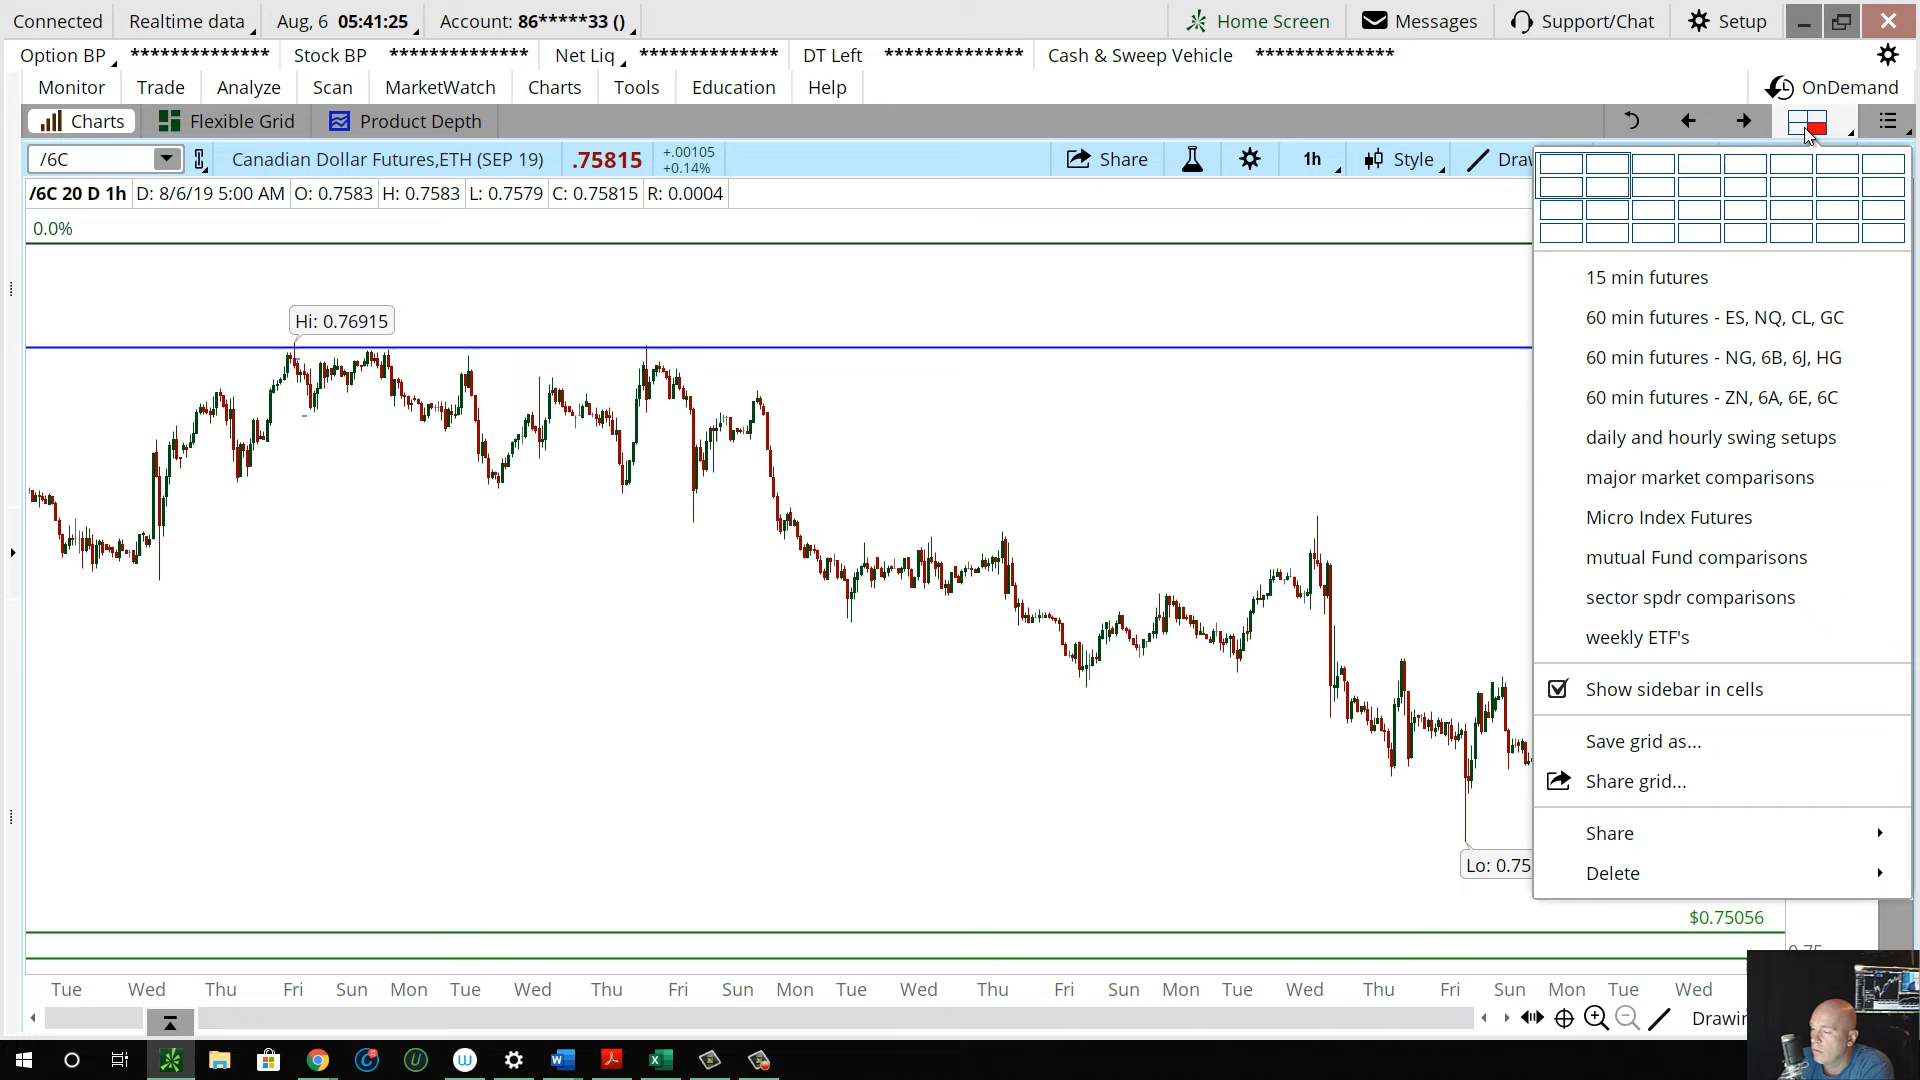 Connected Realtime data Aug, 6 05:41:25 Account: 86*****33 () Home Screen Messages Support/Chat Setup
Option BP ************** Stock BP ************** Net Liq ************** DT Left ************** Cash & Sweep Vehicle **************
Monitor Trade Analyze Scan MarketWatch Charts Tools Education Help OnDemand
Charts Flexible Grid Product Depth
/6C Canadian Dollar Futures,ETH (SEP 19) .75815 +.00105 +0.14% Share 1h Style
/6C 20 D 1h D: 8/6/19 5:00 AM O: 0.7583 H: 0.7583 L: 0.7579 C: 0.75815 R: 0.0004
0.0%
Hi: 0.76915
15 min futures
60 min futures - ES, NQ, CL, GC
60 min futures - NG, 6B, 6J, HG
60 min futures - ZN, 6A, 6E, 6C
daily and hourly swing setups
major market comparisons
Micro Index Futures
mutual Fund comparisons
sector spdr comparisons
weekly ETF's
Show sidebar in cells
Save grid as...
Share grid...
Share
Delete
Lo: 0.75
$0.75056
Tue Wed Thu Fri Sun Mon Tue Wed Thu Fri Sun Mon Tue Wed Thu Fri Sun Mon Tue Wed Thu Fri Sun Mon Tue Wed